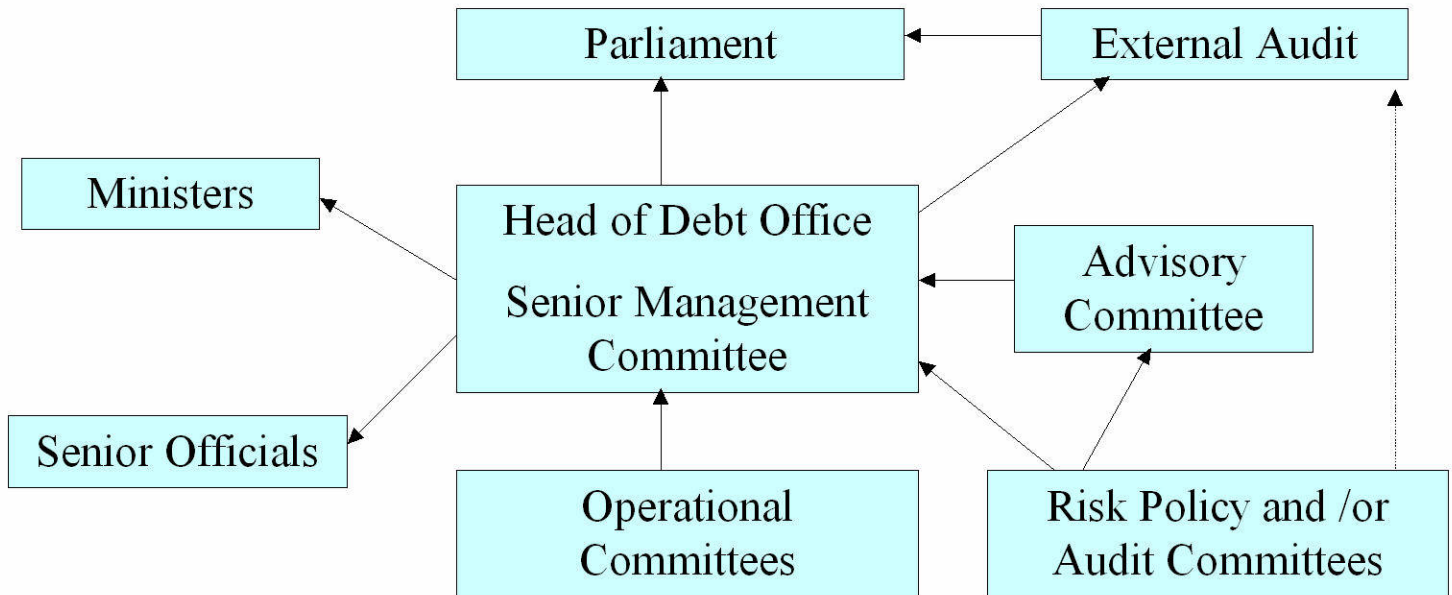 Parliament
External Audit
Ministers
Head of Debt Office
Senior Management
Committee
Advisory
Committee
Senior Officials
Operational
Committees
Risk Policy and /or
Audit Committees